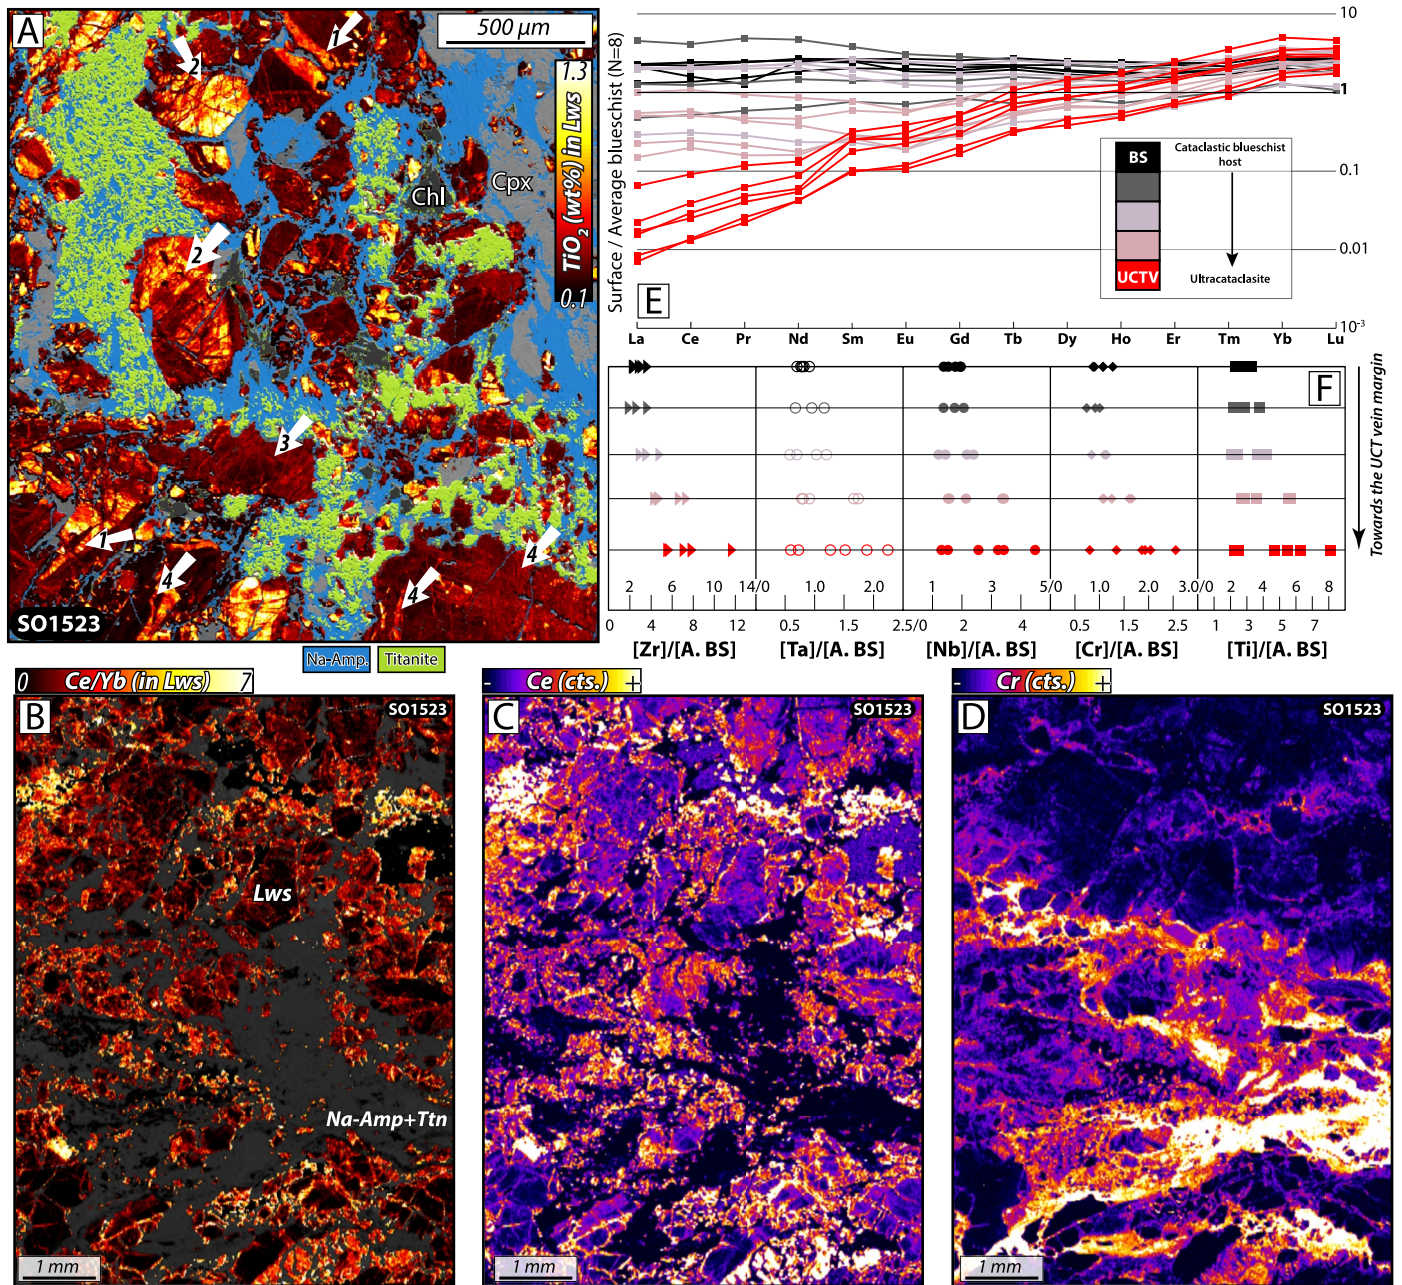 A
500 µm
1
2
1.3
TiO2 (wt%) in Lws
0.1
Chl
Cpx
2
3
1
4
4
4
SO1523
Na-Amp.
Titanite
Surface / Average blueschist (N=8)
10
1
0.1
0.01
10-3
BS
Cataclastic blueschist
host
UCTV
Ultracataclasite
E
La Ce Pr Nd Sm Eu Gd Tb Dy Ho Er Tm Yb Lu
F
Towards the UCT vein margin
2 6 10 14/0 1.0 2.0 1 3 5/0 1.0 2.0 3.0/0 2 4 6 8
0 4 8 12 0.5 1.5 2.5/0 2 4 0.5 1.5 2.5 1 3 5 7
[Zr]/[A. BS] [Ta]/[A. BS] [Nb]/[A. BS] [Cr]/[A. BS] [Ti]/[A. BS]
0 Ce/Yb (in Lws) 7
B
SO1523
Lws
Na-Amp+Ttn
1 mm
- Ce (cts.) +
C
SO1523
1 mm
- Cr (cts.) +
D
SO1523
1 mm